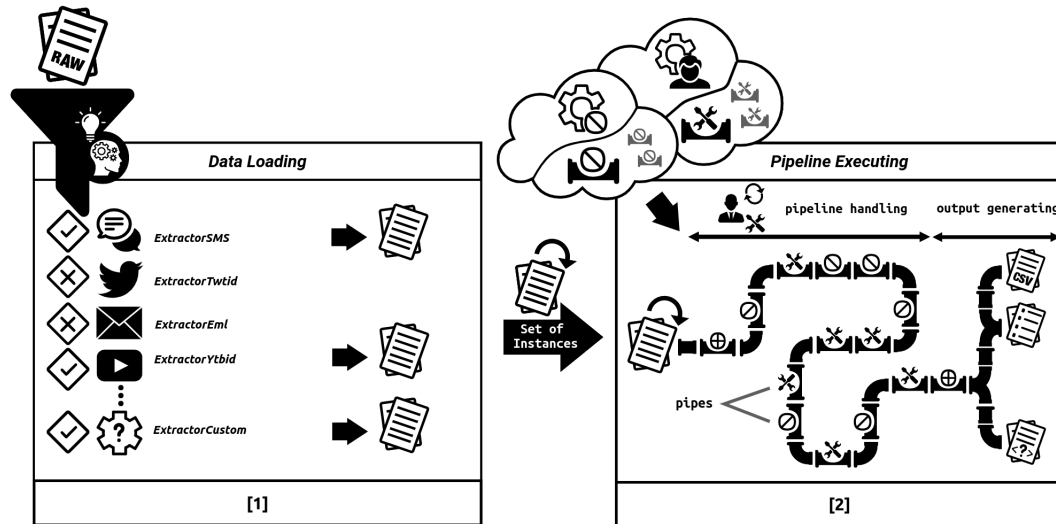 RAW
Data Loading
ExtractorSMS
ExtractorTwtid
ExtractorEml
ExtractorYtbid
?
ExtractorCustom
[1]
Set of
Instances
Pipeline Executing
pipeline handling
output generating
CSV
pipes
<?>
[2]